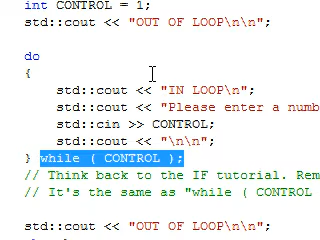 int CONTROL = 1;
std::cout << "OUT OF LOOP\n\n";
do
{
std::cout << "IN LOOP\n";
std::cout << "Please enter a numb
std::cin >> CONTROL;
std::cout << "\n\n";
} while ( CONTROL );
// Think back to the IF tutorial. Rem
// It's the same as "while ( CONTROL
std::cout << "OUT OF LOOP\n\n";